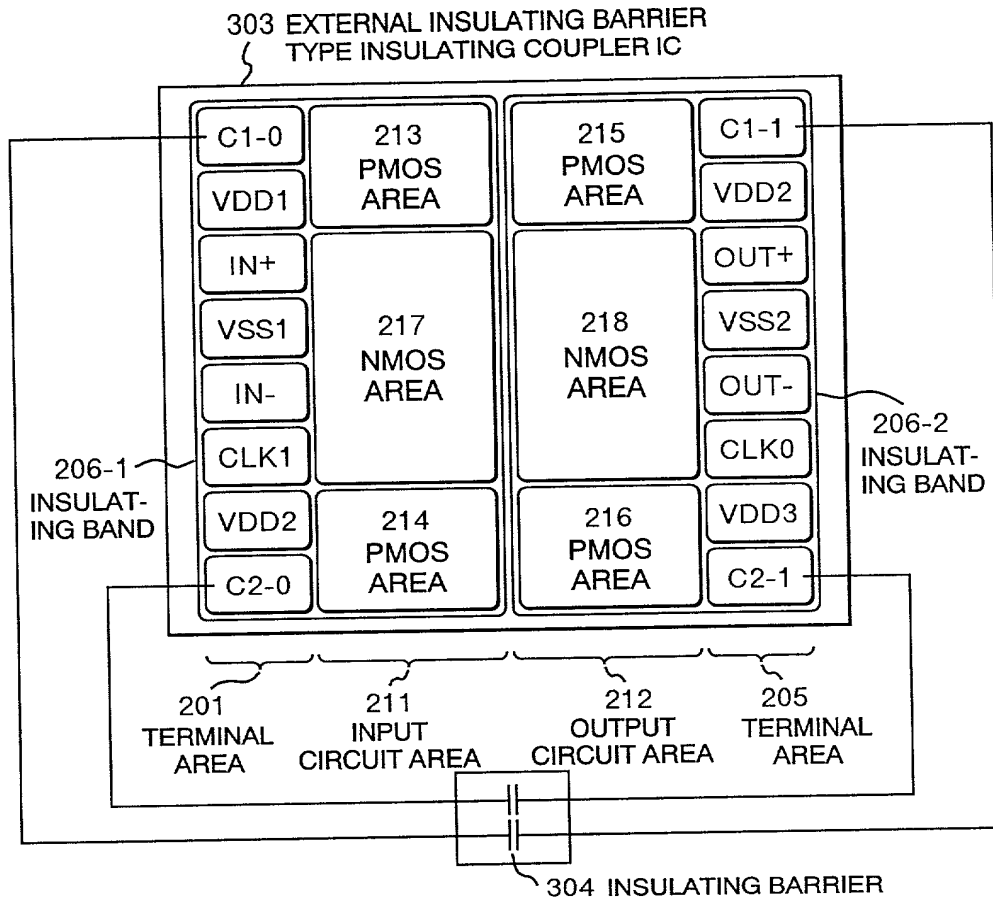 303 EXTERNAL INSULATING BARRIER
TYPE INSULATING COUPLER IC
C1-0
213
PMOS
AREA
215
PMOS
AREA
C1-1
VDD1
VDD2
IN+
OUT+
VSS1
217
NMOS
AREA
218
NMOS
AREA
VSS2
IN-
OUT-
206-1
INSULAT-
ING BAND
CLK1
CLK0
206-2
INSULAT-
ING BAND
VDD2
214
PMOS
AREA
216
PMOS
AREA
VDD3
C2-0
C2-1
201
TERMINAL
AREA
211
INPUT
CIRCUIT AREA
212
OUTPUT
CIRCUIT AREA
205
TERMINAL
AREA
304 INSULATING BARRIER